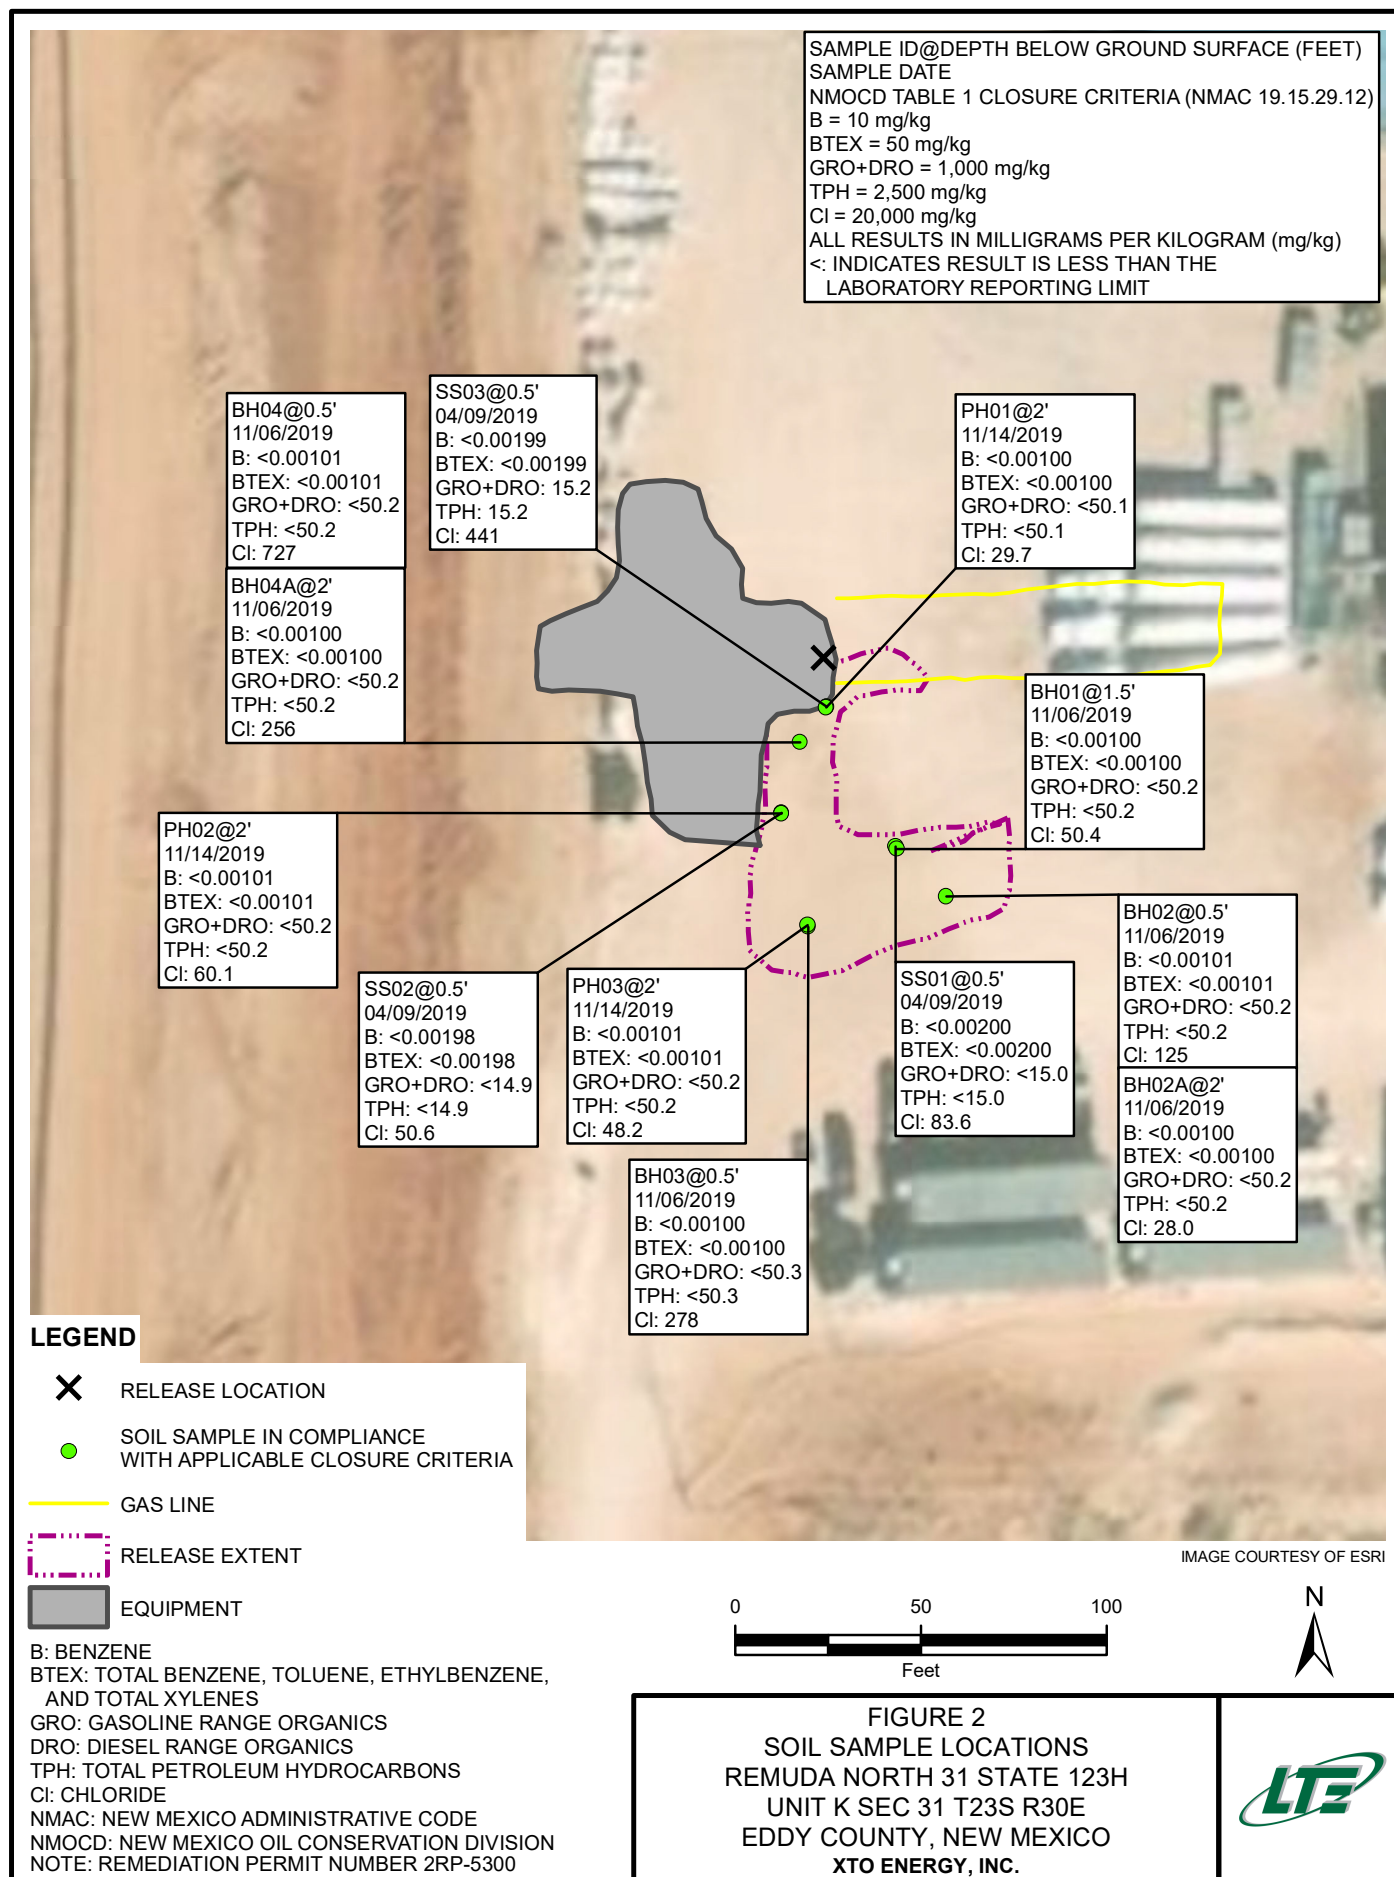 SAMPLE ID@DEPTH BELOW GROUND SURFACE (FEET)
SAMPLE DATE
NMOCD TABLE 1 CLOSURE CRITERIA (NMAC 19.15.29.12)
B = 10 mg/kg
BTEX = 50 mg/kg
GRO+DRO = 1,000 mg/kg
TPH = 2,500 mg/kg
Cl = 20,000 mg/kg
ALL RESULTS IN MILLIGRAMS PER KILOGRAM (mg/kg)
<: INDICATES RESULT IS LESS THAN THE
LABORATORY REPORTING LIMIT
BH04@0.5'
11/06/2019
B: <0.00101
BTEX: <0.00101
GRO+DRO: <50.2
TPH: <50.2
Cl: 727
BH04A@2'
11/06/2019
B: <0.00100
BTEX: <0.00100
GRO+DRO: <50.2
TPH: <50.2
Cl: 256
SS03@0.5'
04/09/2019
B: <0.00199
BTEX: <0.00199
GRO+DRO: 15.2
TPH: 15.2
Cl: 441
PH01@2'
11/14/2019
B: <0.00100
BTEX: <0.00100
GRO+DRO: <50.1
TPH: <50.1
Cl: 29.7
BH01@1.5'
11/06/2019
B: <0.00100
BTEX: <0.00100
GRO+DRO: <50.2
TPH: <50.2
Cl: 50.4
PH02@2'
11/14/2019
B: <0.00101
BTEX: <0.00101
GRO+DRO: <50.2
TPH: <50.2
Cl: 60.1
SS02@0.5'
04/09/2019
B: <0.00198
BTEX: <0.00198
GRO+DRO: <14.9
TPH: <14.9
Cl: 50.6
PH03@2'
11/14/2019
B: <0.00101
BTEX: <0.00101
GRO+DRO: <50.2
TPH: <50.2
Cl: 48.2
SS01@0.5'
04/09/2019
B: <0.00200
BTEX: <0.00200
GRO+DRO: <15.0
TPH: <15.0
Cl: 83.6
BH02@0.5'
11/06/2019
B: <0.00101
BTEX: <0.00101
GRO+DRO: <50.2
TPH: <50.2
Cl: 125
BH02A@2'
11/06/2019
B: <0.00100
BTEX: <0.00100
GRO+DRO: <50.2
TPH: <50.2
Cl: 28.0
BH03@0.5'
11/06/2019
B: <0.00100
BTEX: <0.00100
GRO+DRO: <50.3
TPH: <50.3
Cl: 278
LEGEND
RELEASE LOCATION
SOIL SAMPLE IN COMPLIANCE
WITH APPLICABLE CLOSURE CRITERIA
GAS LINE
RELEASE EXTENT
EQUIPMENT
B: BENZENE
BTEX: TOTAL BENZENE, TOLUENE, ETHYLBENZENE,
AND TOTAL XYLENES
GRO: GASOLINE RANGE ORGANICS
DRO: DIESEL RANGE ORGANICS
TPH: TOTAL PETROLEUM HYDROCARBONS
Cl: CHLORIDE
NMAC: NEW MEXICO ADMINISTRATIVE CODE
NMOCD: NEW MEXICO OIL CONSERVATION DIVISION
NOTE: REMEDIATION PERMIT NUMBER 2RP-5300
IMAGE COURTESY OF ESRI
0 50 100
Feet
N
FIGURE 2
SOIL SAMPLE LOCATIONS
REMUDA NORTH 31 STATE 123H
UNIT K SEC 31 T23S R30E
EDDY COUNTY, NEW MEXICO
XTO ENERGY, INC.
LTE